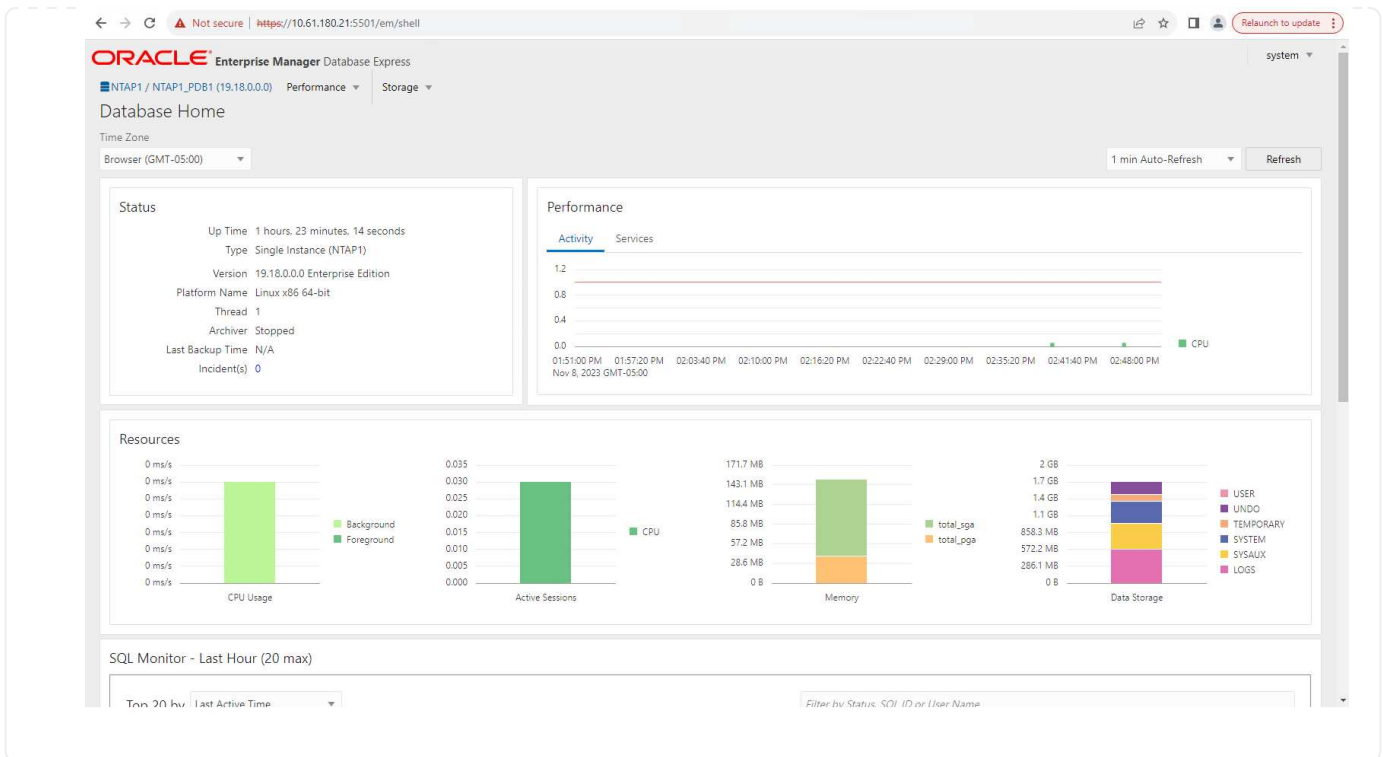 Not secure https://10.61.180.21:5501/em/shell Relaunch to update
ORACLE Enterprise Manager Database Express system
NTAP1 / NTAP1_PDB1 (19.18.0.0.0) Performance Storage
Database Home
Time Zone
Browser (GMT-05:00) 1 min Auto-Refresh Refresh
Status
Up Time 1 hours, 23 minutes, 14 seconds
Type Single Instance (NTAP1)
Version 19.18.0.0.0 Enterprise Edition
Platform Name Linux x86 64-bit
Thread 1
Archiver Stopped
Last Backup Time N/A
Incident(s) 0
Performance
Activity Services
1.2
0.8
0.4
0.0
CPU
01:51:00 PM 01:57:20 PM 02:03:40 PM 02:10:00 PM 02:16:20 PM 02:22:40 PM 02:29:00 PM 02:35:20 PM 02:41:40 PM 02:48:00 PM
Nov 8, 2023 GMT-05:00
Resources
0 ms/s
0 ms/s
0 ms/s
0 ms/s
0 ms/s
0 ms/s
0 ms/s
0 ms/s
Background
Foreground
CPU Usage
0.035
0.030
0.025
0.020
0.015
0.010
0.005
0.000
CPU
Active Sessions
171.7 MB
143.1 MB
114.4 MB
85.8 MB
57.2 MB
28.6 MB
0 B
total_sga
total_pga
Memory
2 GB
1.7 GB
1.4 GB
1.1 GB
858.3 MB
572.2 MB
286.1 MB
0 B
USER
UNDO
TEMPORARY
SYSTEM
SYSAUX
LOGS
Data Storage
SQL Monitor - Last Hour (20 max)
Top 20 by Last Active Time Filter by Status, SQL ID or User Name